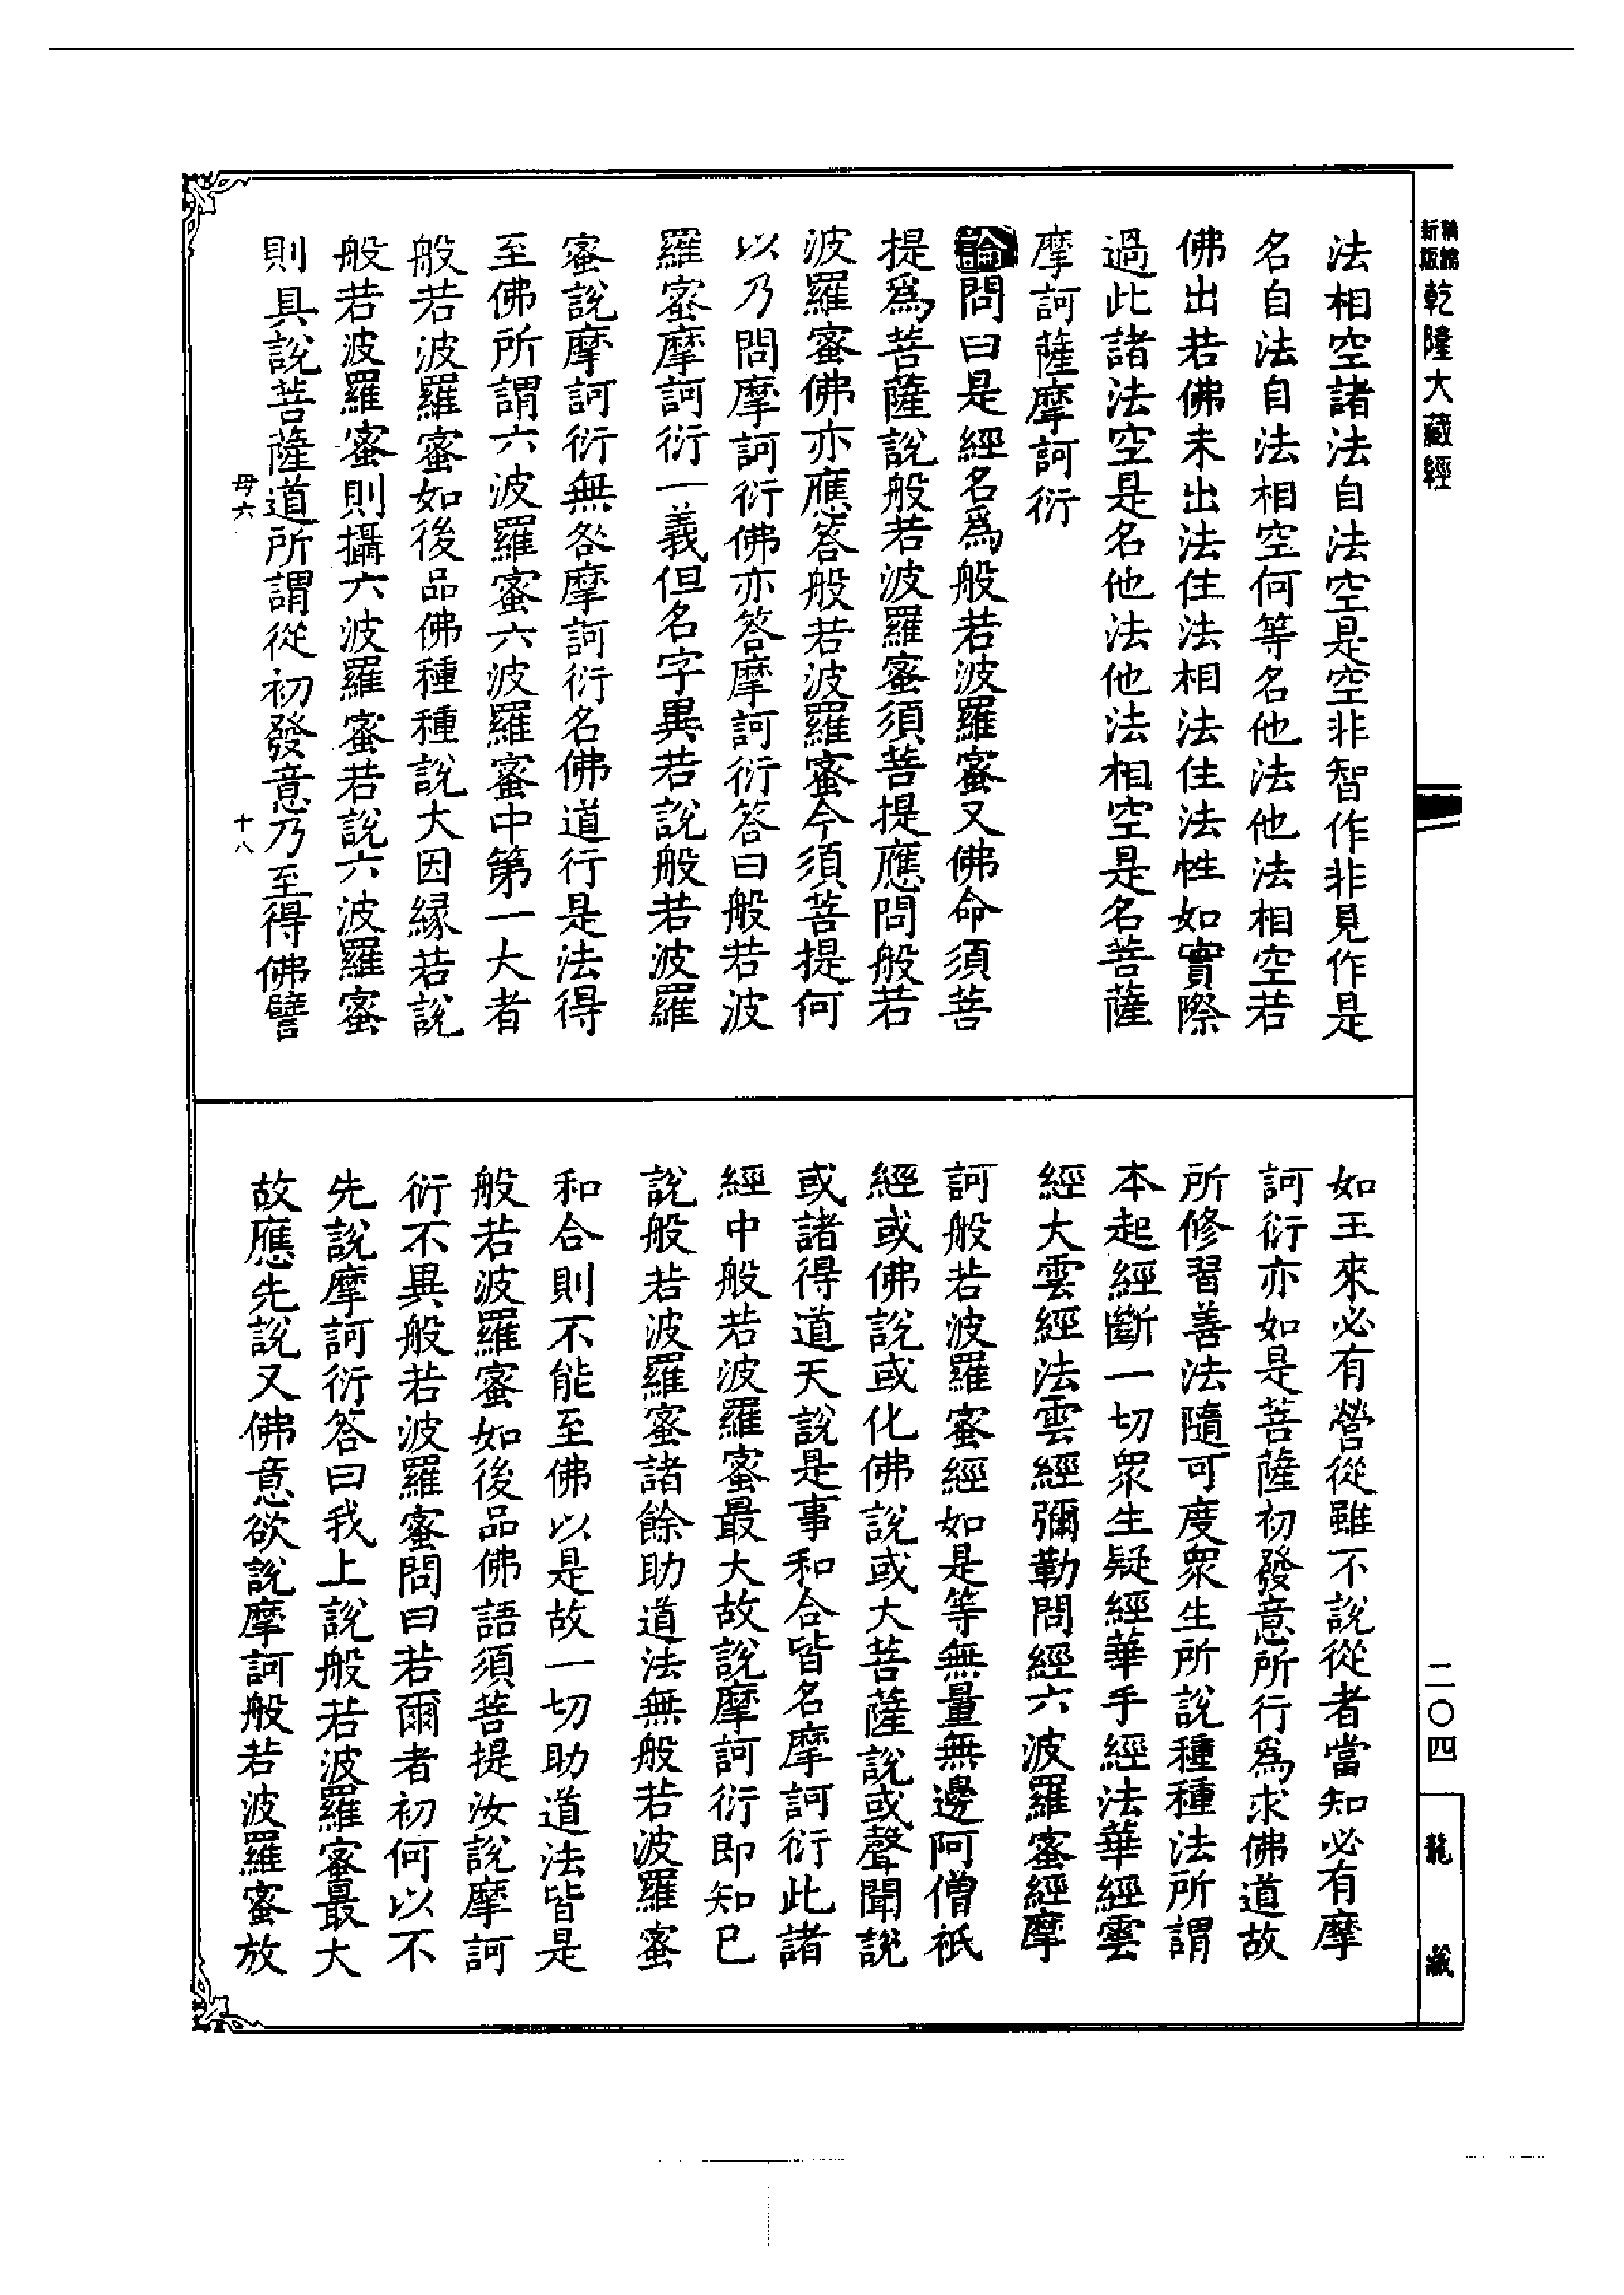 新版精縮乾隆大藏經
法相空諸法自法空是空非智作非見作是
名自法自法相空何等名他法他法相空若
佛出若佛未出法住法相法住法性如實際
過此諸法空是名他法他法相空是名菩薩
摩訶薩摩訶衍
論問曰是經名爲般若波羅蜜又佛命須菩
提爲菩薩說般若波羅蜜須菩提應問般若
波羅蜜佛亦應答般若波羅蜜今須菩提何
以乃問摩訶衍佛亦答摩訶衍答曰般若波
羅蜜摩訶衍一義但名字異若說般若波羅
蜜說摩訶衍無咎摩訶衍名佛道行是法得
至佛所謂六波羅蜜六波羅蜜中第一大者
般若波羅蜜如後品佛種種說大因緣若說
般若波羅蜜則攝六波羅蜜若說六波羅蜜
則具說菩薩道所謂從初發意乃至得佛譬
毋六
十八
如王來必有營從雖不說從者當知必有摩
訶衍亦如是菩薩初發意所行爲求佛道故
所修習善法隨可度眾生所說種種法所謂
本起經斷一切眾生疑經華手經法華經雲
經大雲經法雲經彌勒問經六波羅蜜經摩
訶般若波羅蜜經如是等無量無邊阿僧祇
經或佛說或化佛說或大菩薩說或聲聞說
或諸得道天說是事和合皆名摩訶衍此諸
經中般若波羅蜜最大故說摩訶衍即知已
說般若波羅蜜諸餘助道法無般若波羅蜜
和合則不能至佛以是故一切助道法皆是
般若波羅蜜如後品佛語須菩提汝說摩訶
衍不異般若波羅蜜問曰若爾者初何以不
先說摩訶衍答曰我上說般若波羅蜜最大
故應先說又佛意欲說摩訶般若波羅蜜放
二〇四
龍藏